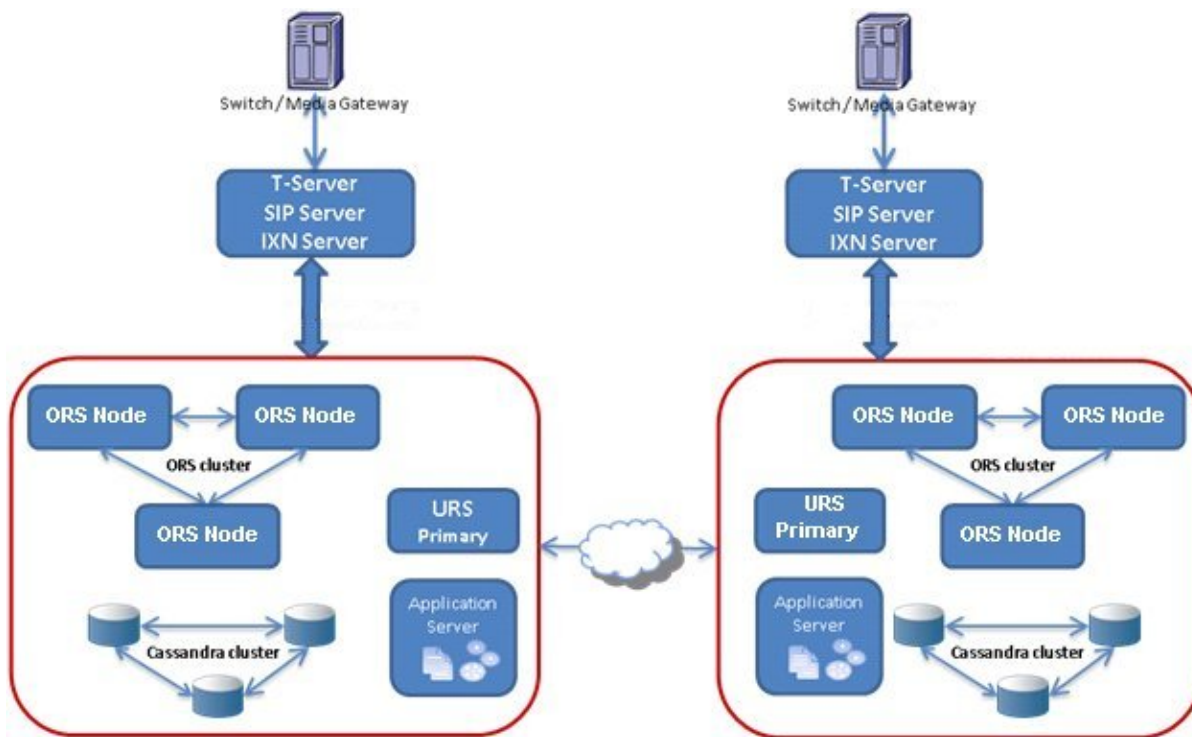 Switch / Media Gateway
Switch / Media Gateway
T-Server
SIP Server
IXN Server
T-Server
SIP Server
IXN Server
ORS Node
ORS Node
ORS cluster
ORS Node
URS
Primary
Application
Server
Cassandra cluster
ORS Node
ORS Node
ORS cluster
ORS Node
URS
Primary
Application
Server
Cassandra cluster